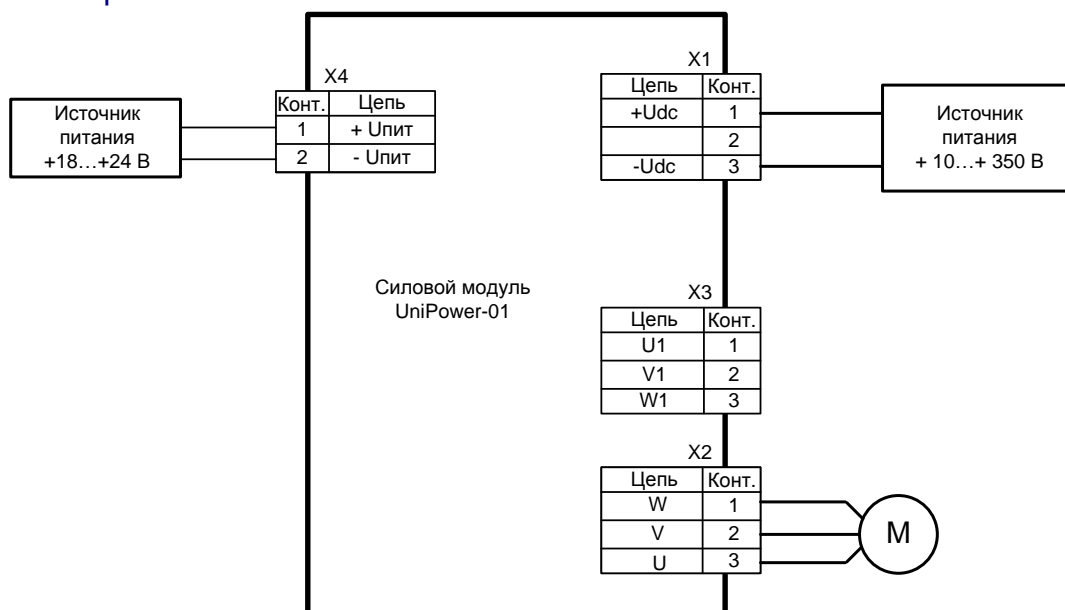 X4
Конт. Цепь
1 + Uпит
2 - Uпит
Источник
питания
+18...+24 В
X1
Цепь Конт.
+Udc 1
2
-Udc 3
Источник
питания
+ 10...+ 350 В
Силовой модуль
UniPower-01
X3
Цепь Конт.
U1 1
V1 2
W1 3
X2
Цепь Конт.
W 1
V 2
U 3
M